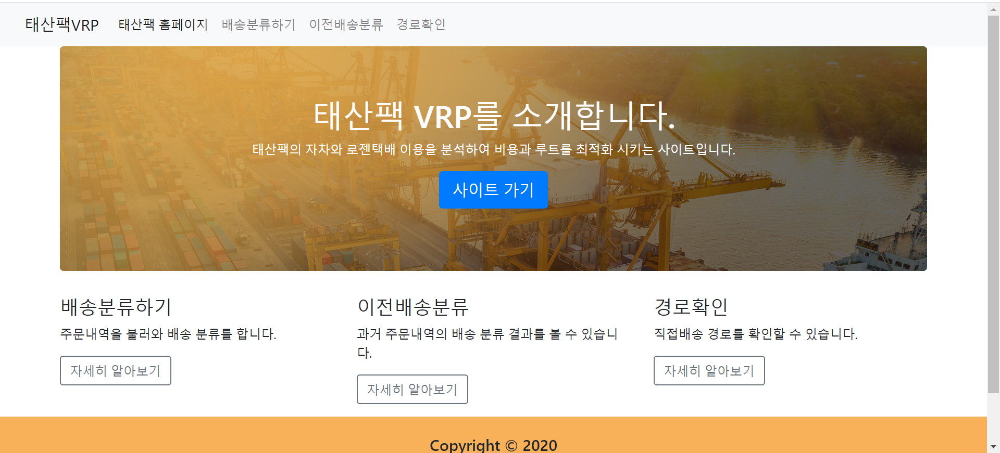 태산팩VRP 태산팩 홈페이지 배송분류하기 이전배송분류 경로확인
태산팩 VRP를 소개합니다.
태산팩의 자차와 로젠택배 이용을 분석하여 비용과 루트를 최적화 시키는 사이트입니다.
사이트 가기
배송분류하기
주문내역을 불러와 배송 분류를 합니다.
자세히 알아보기
이전배송분류
과거 주문내역의 배송 분류 결과를 볼 수 있습니
다.
자세히 알아보기
경로확인
직접배송 경로를 확인할 수 있습니다.
자세히 알아보기
Copyright © 2020